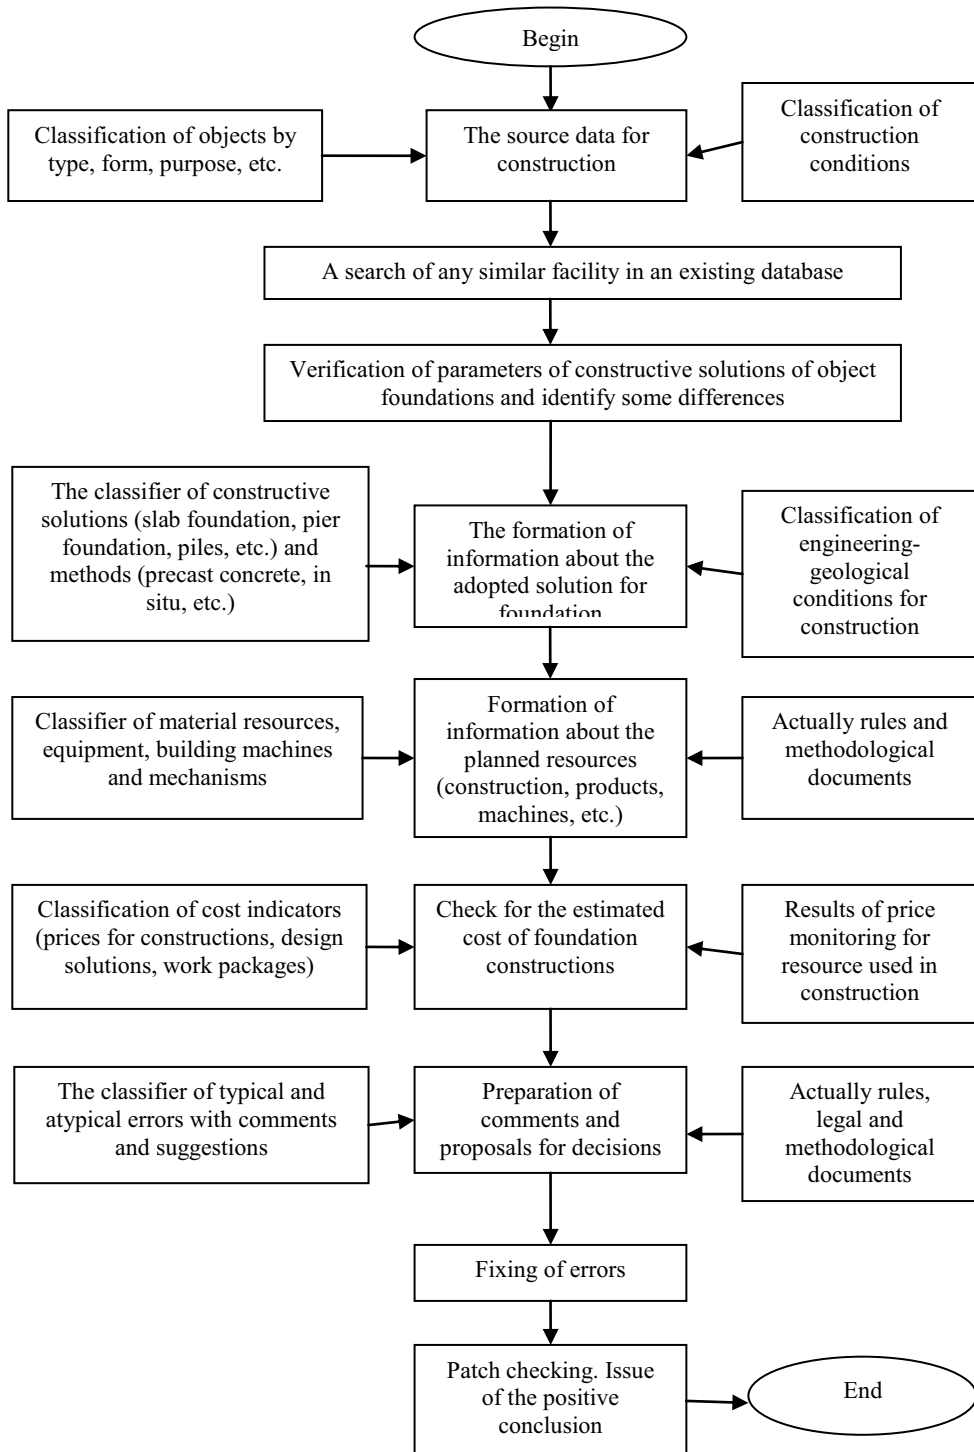 Begin
Classification of objects by
type, form, purpose, etc.
The source data for
construction
Classification of
construction
conditions
A search of any similar facility in an existing database
Verification of parameters of constructive solutions of object
foundations and identify some differences
The classifier of constructive
solutions (slab foundation, pier
foundation, piles, etc.) and
methods (precast concrete, in
situ, etc.)
The formation of
information about the
adopted solution for
foundation
Classification of
engineering-
geological
conditions for
construction
Classifier of material resources,
equipment, building machines
and mechanisms
Formation of
information about the
planned resources
(construction, products,
machines, etc.)
Actually rules and
methodological
documents
Classification of cost indicators
(prices for constructions, design
solutions, work packages)
Check for the estimated
cost of foundation
constructions
Results of price
monitoring for
resource used in
construction
The classifier of typical and
atypical errors with comments
and suggestions
Preparation of
comments and
proposals for decisions
Actually rules,
legal and
methodological
documents
Fixing of errors
Patch checking. Issue
of the positive
conclusion
End